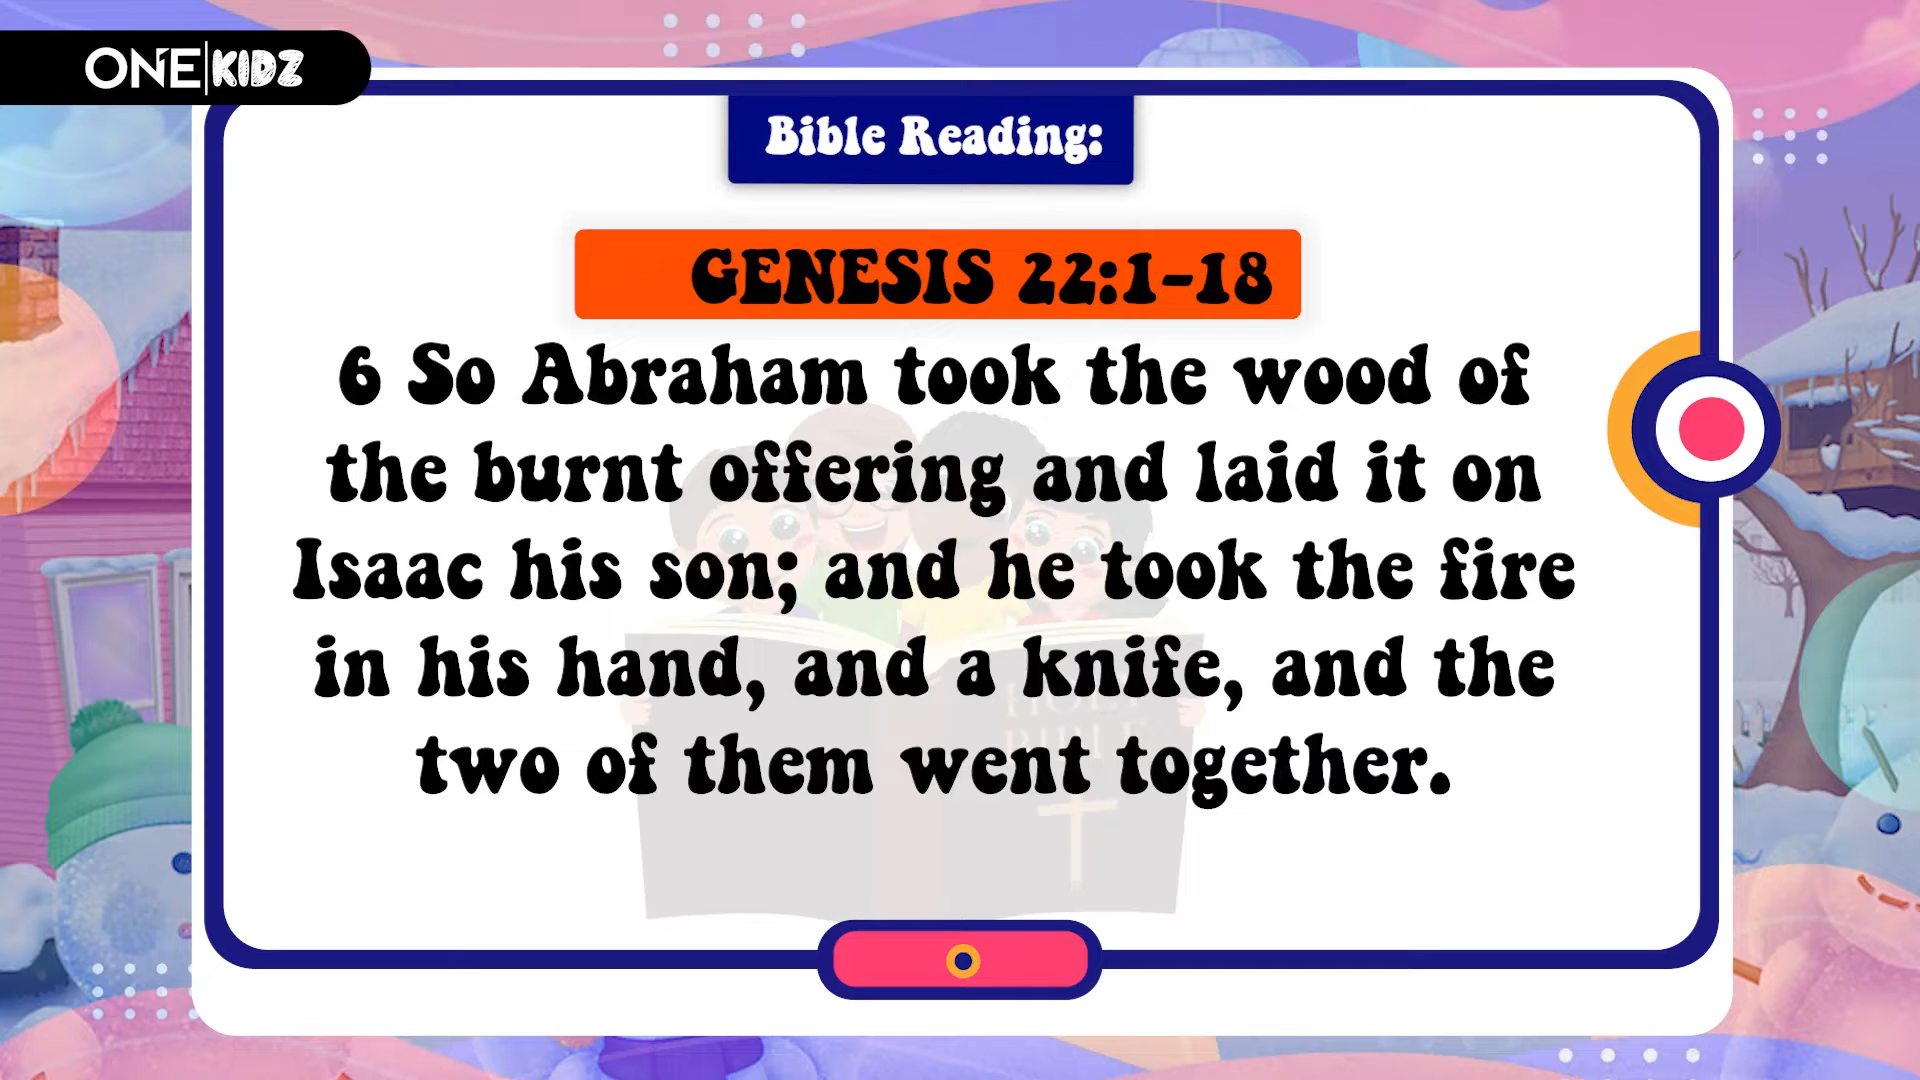 ONE|KIDZ
Bible Reading:
GENESIS 22:1-18
6 So Abraham took the wood of
the burnt offering and laid it on
Isaac his son; and he took the fire
in his hand, and a knife, and the
two of them went together.
HOLY
BIBLE